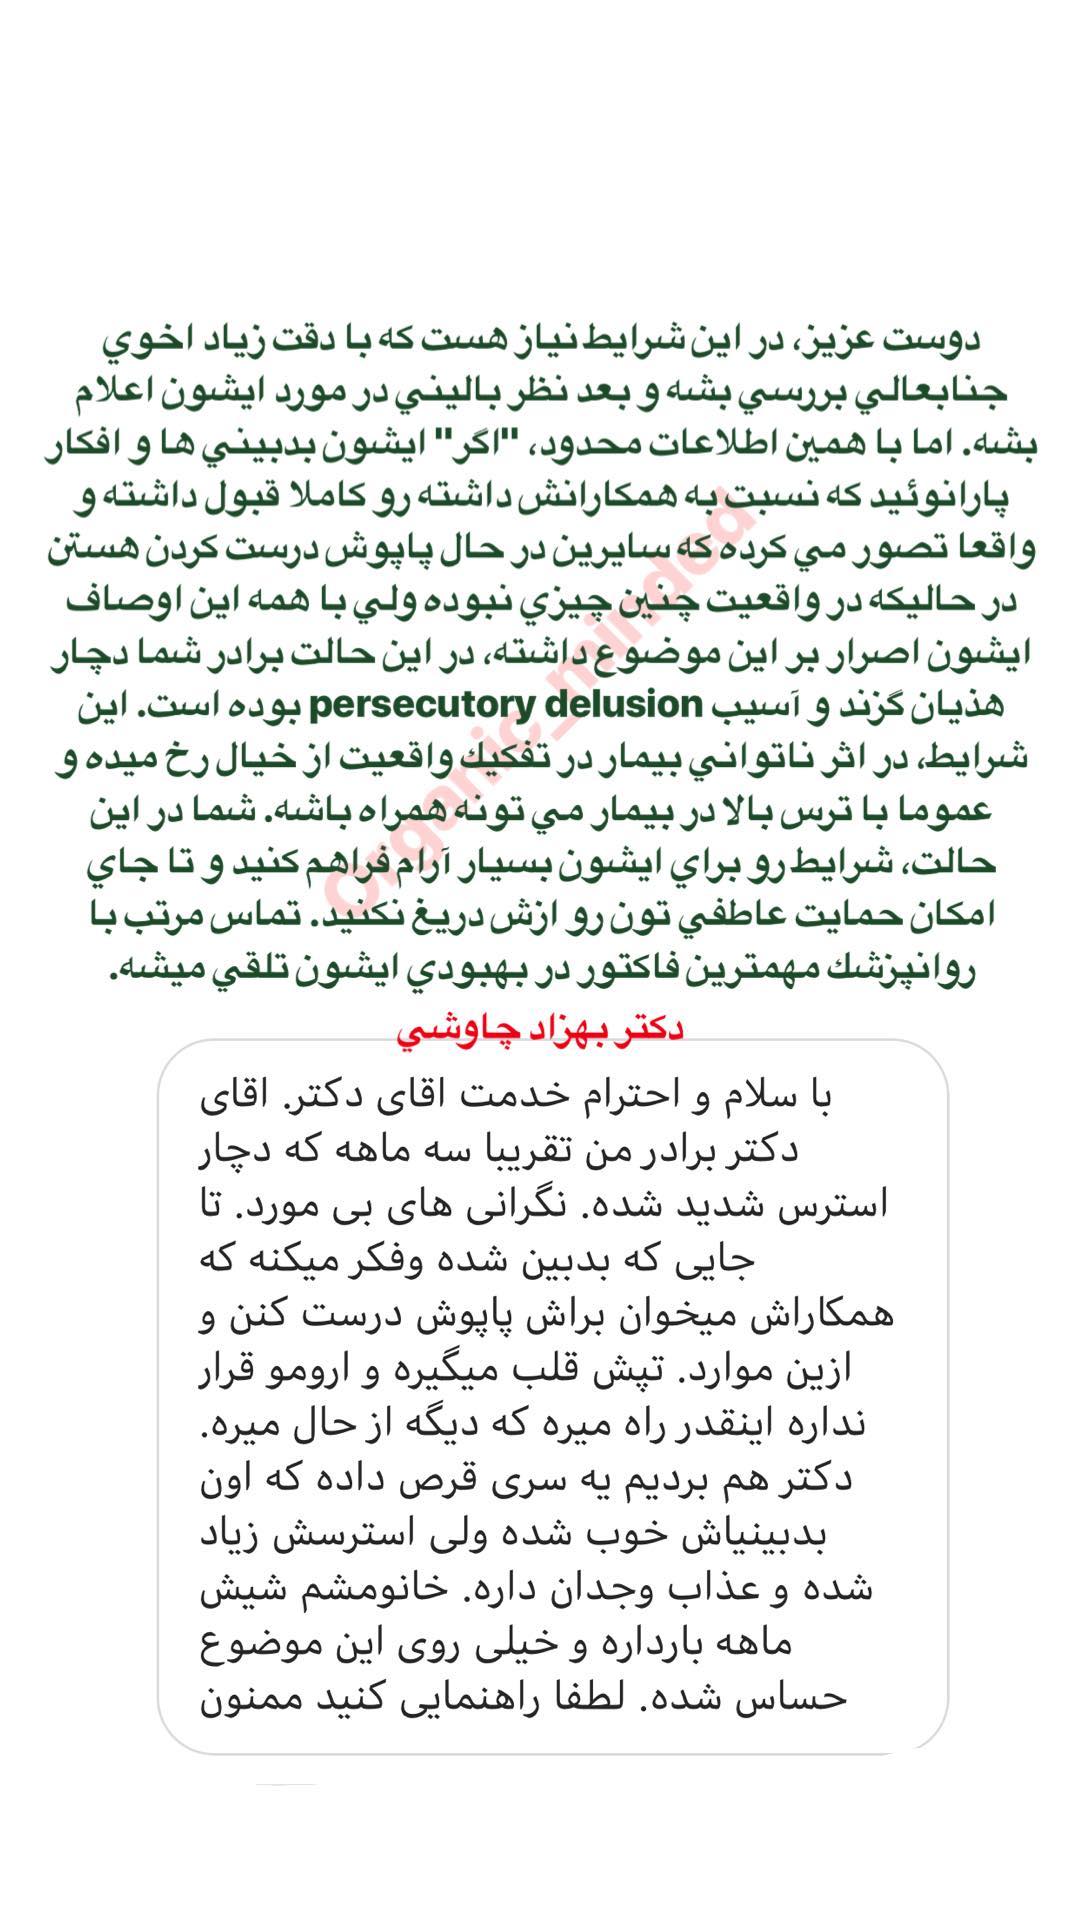 دوست عزيز، در اين شرايط نياز هست كه با دقت زياد اخوي
جنابعالي بررسي بشه و بعد نظر باليني در مورد ايشون اعلام
بشه. اما با همين اطلاعات محدود، "اگر" ايشون بدبيني ها و افكار
پارانوئيد كه نسبت به همكارانش داشته رو كاملا قبول داشته و
واقعا تصور مي كرده كه سايرين در حال پاپوش درست كردن هستن
در حاليكه در واقعيت چنين چيزي نبوده ولي با همه اين اوصاف
ايشون اصرار بر اين موضوع داشته، در اين حالت برادر شما دچار
هذيان گزند و آسيب persecutory delusion بوده است. اين
شرايط، در اثر ناتواني بيمار در تفكيك واقعيت از خيال رخ ميده و
عموما با ترس بالا در بيمار مي تونه همراه باشه. شما در اين
حالت، شرايط رو براي ايشون بسيار آرام فراهم كنيد و تا جاي
امكان حمايت عاطفي تون رو ازش دريغ نكنيد. تماس مرتب با
روانپزشك مهمترين فاكتور در بهبودي ايشون تلقي ميشه.
Organic_minded
دكتر بهزاد چاوشي
با سلام و احترام خدمت اقای دکتر. اقای
دکتر برادر من تقریبا سه ماهه که دچار
استرس شدید شده. نگرانی های بی مورد. تا
جایی که بدبین شده وفکر میکنه که
همکاراش میخوان براش پاپوش درست کنن و
ازین موارد. تپش قلب میگیره و ارومو قرار
نداره اینقدر راه میره که دیگه از حال میره.
دکتر هم بردیم یه سری قرص داده که اون
بدبینیاش خوب شده ولی استرسش زیاد
شده و عذاب وجدان داره. خانومشم شیش
ماهه بارداره و خیلی روی این موضوع
حساس شده. لطفا راهنمایی کنید ممنون